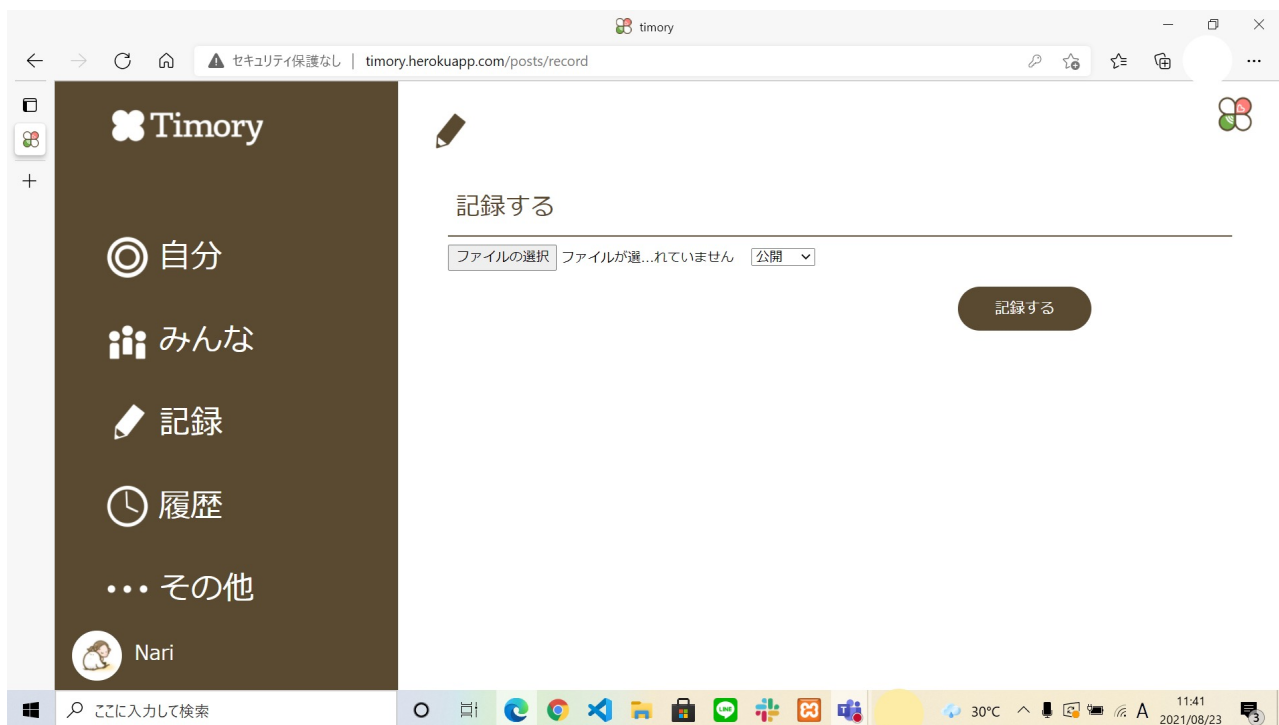 timory
セキュリティ保護なし | timory.herokuapp.com/posts/record
Timory
自分
みんな
記録
履歴
その他
Nari
記録する
ファイルの選択 ファイルが選...れていません 公開
記録する
ここに入力して検索
LINE
30°C
A
11:41
2021/08/23
3